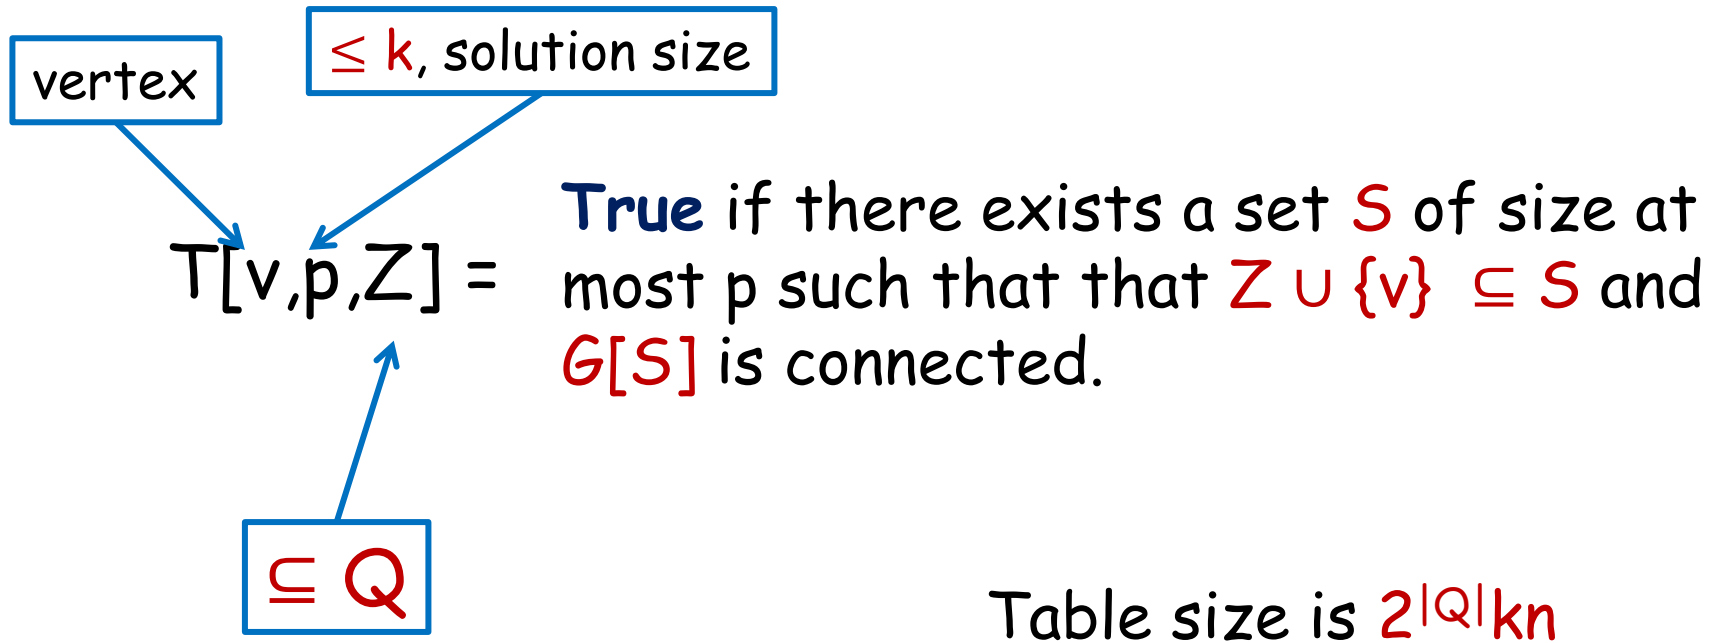 vertex
≤ k, solution size
T[v,p,Z] =
True if there exists a set S of size at
most p such that that Z ∪ {v} ⊆ S and
G[S] is connected.
⊆ Q
Table size is 2^|Q|kn